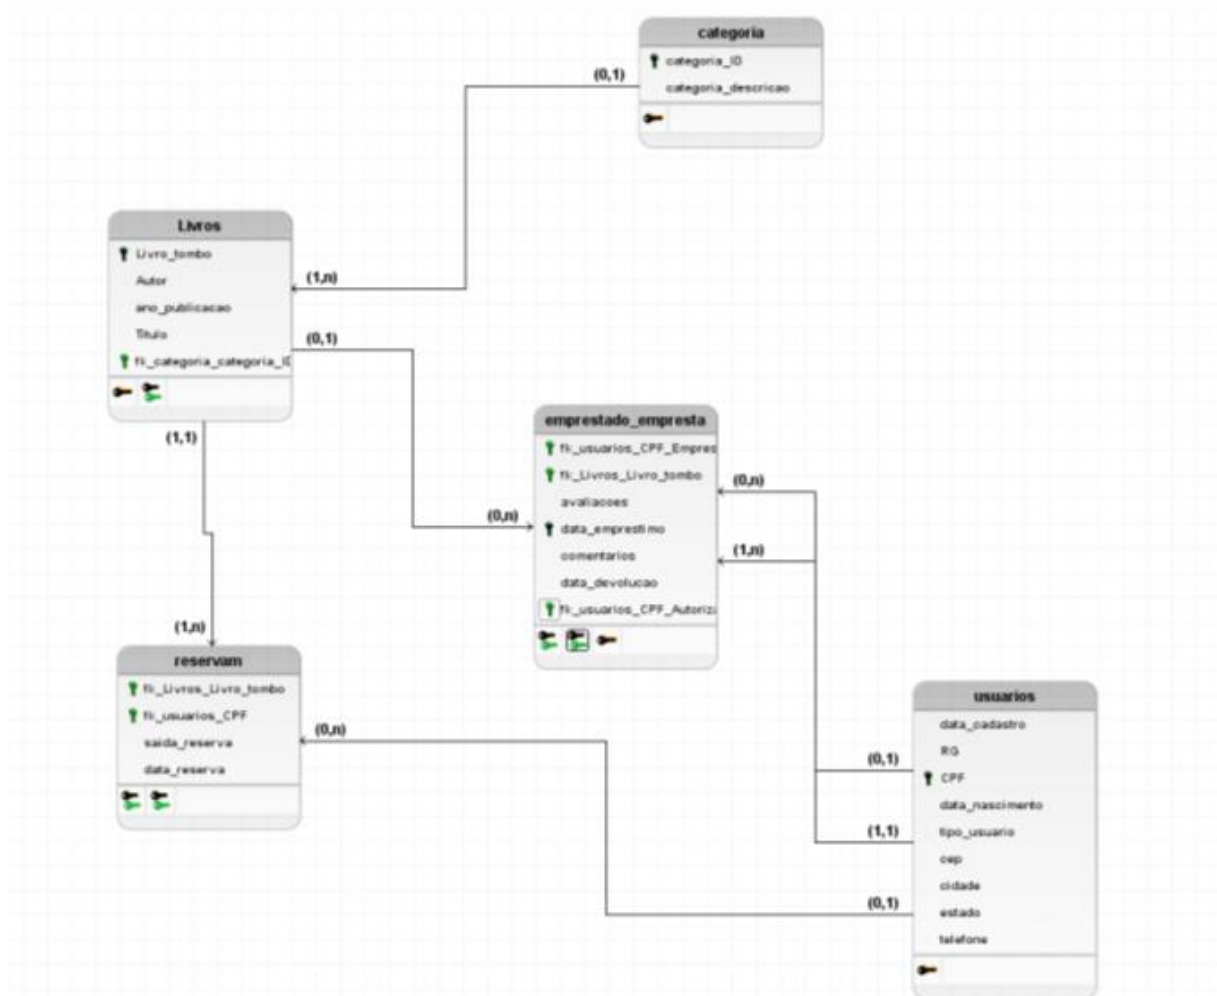 categoria
categoria_ID
categoria_descricao
(0,1)
Livros
Livro_tombo
Autor
ano_publicacao
Titulo
fk_categoria_categoria_ID
(1,n)
(0,1)
(1,1)
emprestado_empresta
fk_usuarios_CPF_Empres
fk_Livros_Livro_tombo
avaliacoes
data_emprestimo
comentarios
data_devolucao
fk_usuarios_CPF_Autoriza
(0,n)
(0,n)
(1,n)
(1,n)
reservam
fk_Livros_Livro_tombo
fk_usuarios_CPF
saida_reserva
data_reserva
(0,n)
usuarios
data_cadastro
RG
CPF
data_nascimento
tipo_usuario
cep
cidade
estado
telefone
(0,1)
(1,1)
(0,1)